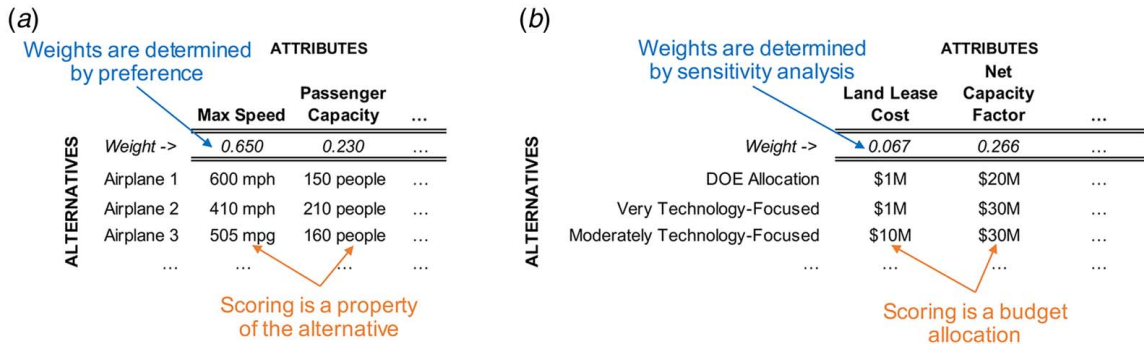 (a)
Weights are determined
by preference
ATTRIBUTES
Max Speed
Passenger
Capacity
...
ALTERNATIVES
Weight -> 0.650 0.230 ...
Airplane 1 600 mph 150 people ...
Airplane 2 410 mph 210 people ...
Airplane 3 505 mpg 160 people ...
... ... ... ...
Scoring is a property
of the alternative
(b)
Weights are determined
by sensitivity analysis
ATTRIBUTES
Land Lease
Cost
Net
Capacity
Factor
...
ALTERNATIVES
Weight -> 0.067 0.266 ...
DOE Allocation $1M $20M ...
Very Technology-Focused $1M $30M ...
Moderately Technology-Focused $10M $30M ...
... ... ... ...
Scoring is a budget
allocation